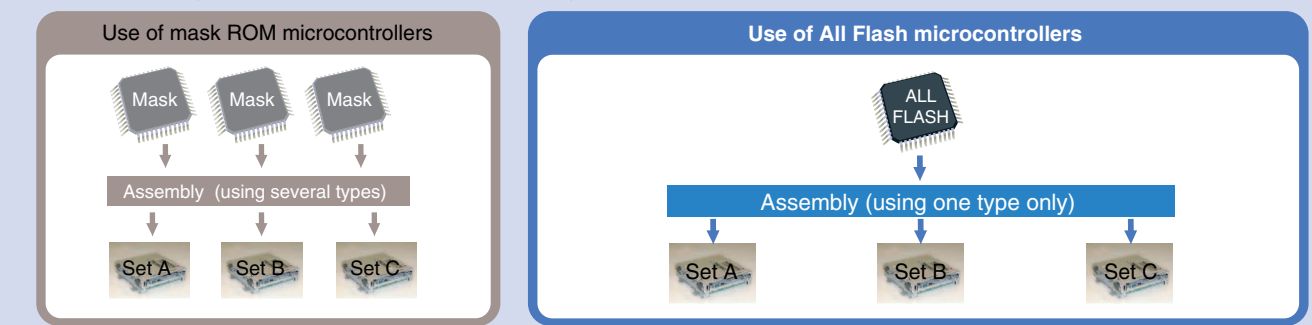 Use of mask ROM microcontrollers
Mask Mask Mask
Assembly (using several types)
Set A Set B Set C
Use of All Flash microcontrollers
ALL
FLASH
Assembly (using one type only)
Set A Set B Set C